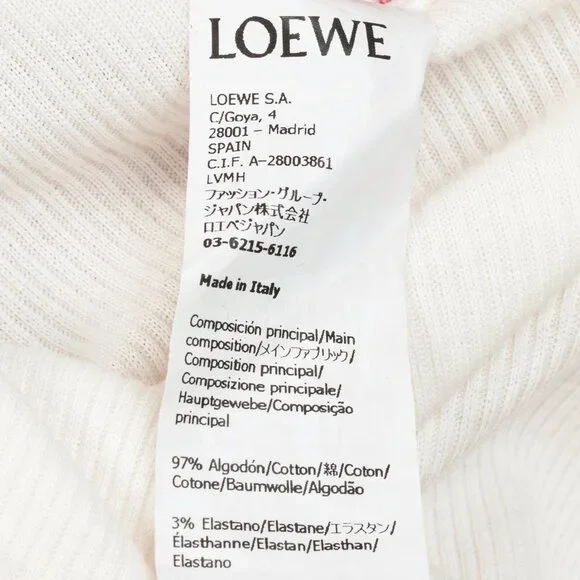 LOEWE
LOEWE S.A.
C/Goya, 4
28001 – Madrid
SPAIN
C.I.F. A-28003861
LVMH
ファッション・グループ・
ジャパン株式会社
ロエベジャパン
03-6215-6116
Made in Italy
Composición principal/Main
composition/メインファブリック/
Composition principal/
Composizione principale/
Hauptgewebe/Composição
principal
97% Algodón/Cotton/綿/Coton/
Cotone/Baumwolle/Algodão
3% Elastano/Elastane/エラスタン/
Élasthanne/Elastan/Elasthan/
Elastano